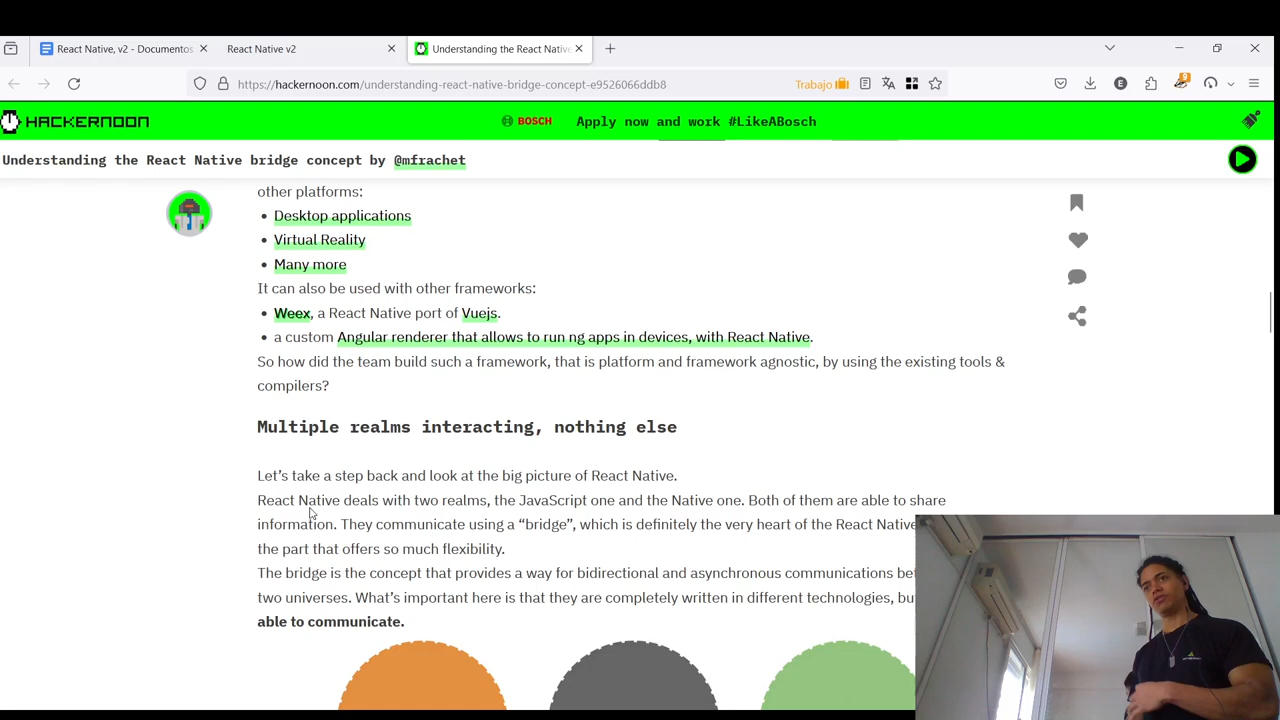 React Native, v2 - Documentos
React Native v2
Understanding the React Native
https://hackernoon.com/understanding-react-native-bridge-concept-e9526066ddb8
Trabajo
E
9
HACKERNOON
BOSCH
Apply now and work #LikeABosch
Understanding the React Native bridge concept by @mfrachet
other platforms:
• Desktop applications
• Virtual Reality
• Many more
It can also be used with other frameworks:
• Weex, a React Native port of Vuejs.
• a custom Angular renderer that allows to run ng apps in devices, with React Native.
So how did the team build such a framework, that is platform and framework agnostic, by using the existing tools &
compilers?
Multiple realms interacting, nothing else
Let’s take a step back and look at the big picture of React Native.
React Native deals with two realms, the JavaScript one and the Native one. Both of them are able to share
information. They communicate using a “bridge”, which is definitely the very heart of the React Native
the part that offers so much flexibility.
The bridge is the concept that provides a way for bidirectional and asynchronous communications
two universes. What’s important here is that they are completely written in different technologies,
able to communicate.